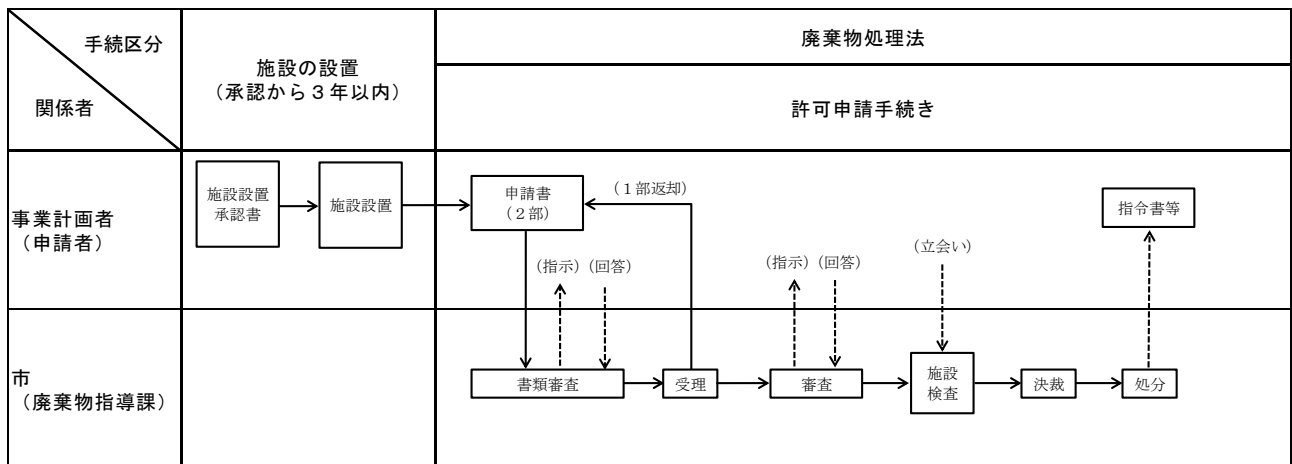 手続区分
関係者
施設の設置
（承認から３年以内）
廃棄物処理法
許可申請手続き
事業計画者
（申請者）
施設設置
承認書
施設設置
申請書
（２部）
（１部返却）
（指示）（回答）
（指示）（回答）
（立会い）
指令書等
市
（廃棄物指導課）
書類審査
受理
審査
施設
検査
決裁
処分